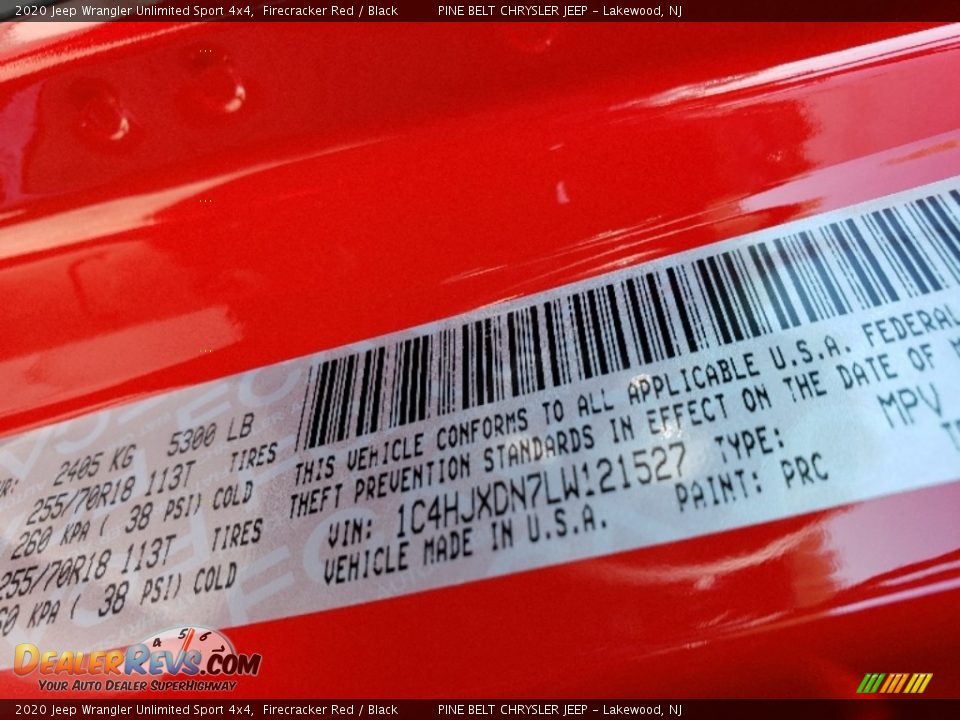 2020 Jeep Wrangler Unlimited Sport 4x4, Firecracker Red / Black PINE BELT CHRYSLER JEEP - Lakewood, NJ
2405 KG 5300 LB
255/70R18 113T TIRES
260 KPA ( 38 PSI) COLD
255/70R18 113T TIRES
KPA ( 38 PSI) COLD
THIS VEHICLE CONFORMS TO ALL APPLICABLE U.S.A. FEDERAL
THEFT PREVENTION STANDARDS IN EFFECT ON THE DATE OF
VIN: 1C4HJXDN7LW121527 TYPE: MPV
VEHICLE MADE IN U.S.A. PAINT: PRC
4 5 6
DEALERREVS.COM
YOUR AUTO DEALER SUPERHIGHWAY
2020 Jeep Wrangler Unlimited Sport 4x4, Firecracker Red / Black PINE BELT CHRYSLER JEEP - Lakewood, NJ